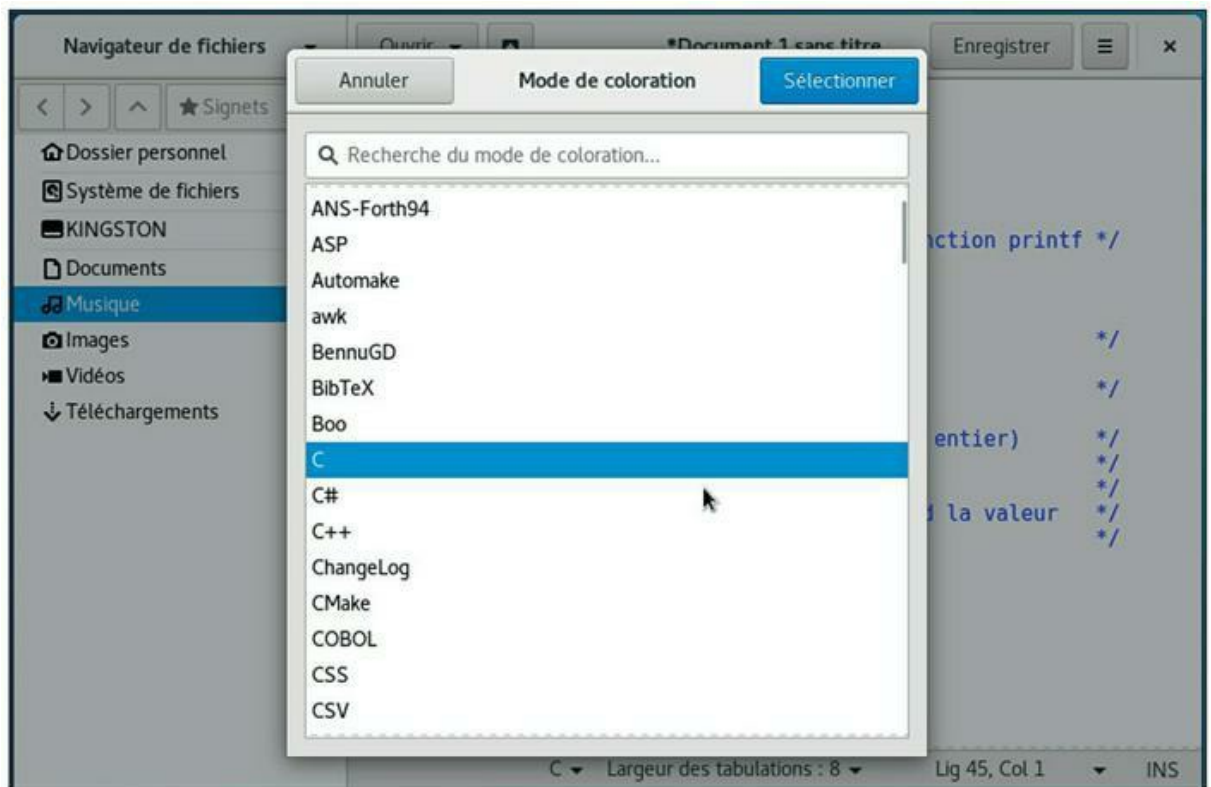 Navigateur de fichiers
Ouvrir
*Document 1 sans titre
Enregistrer
Annuler
Mode de coloration
Sélectionner
Signets
Recherche du mode de coloration...
Dossier personnel
Système de fichiers
KINGSTON
Documents
Musique
Images
Vidéos
Téléchargements
ANS-Forth94
ASP
Automake
awk
BennuGD
BibTeX
Boo
C
C#
C++
ChangeLog
CMake
COBOL
CSS
CSV
printf */
*/
*/
entier) */
*/
*/
la valeur */
*/
C
Largeur des tabulations : 8
Lig 45, Col 1
INS